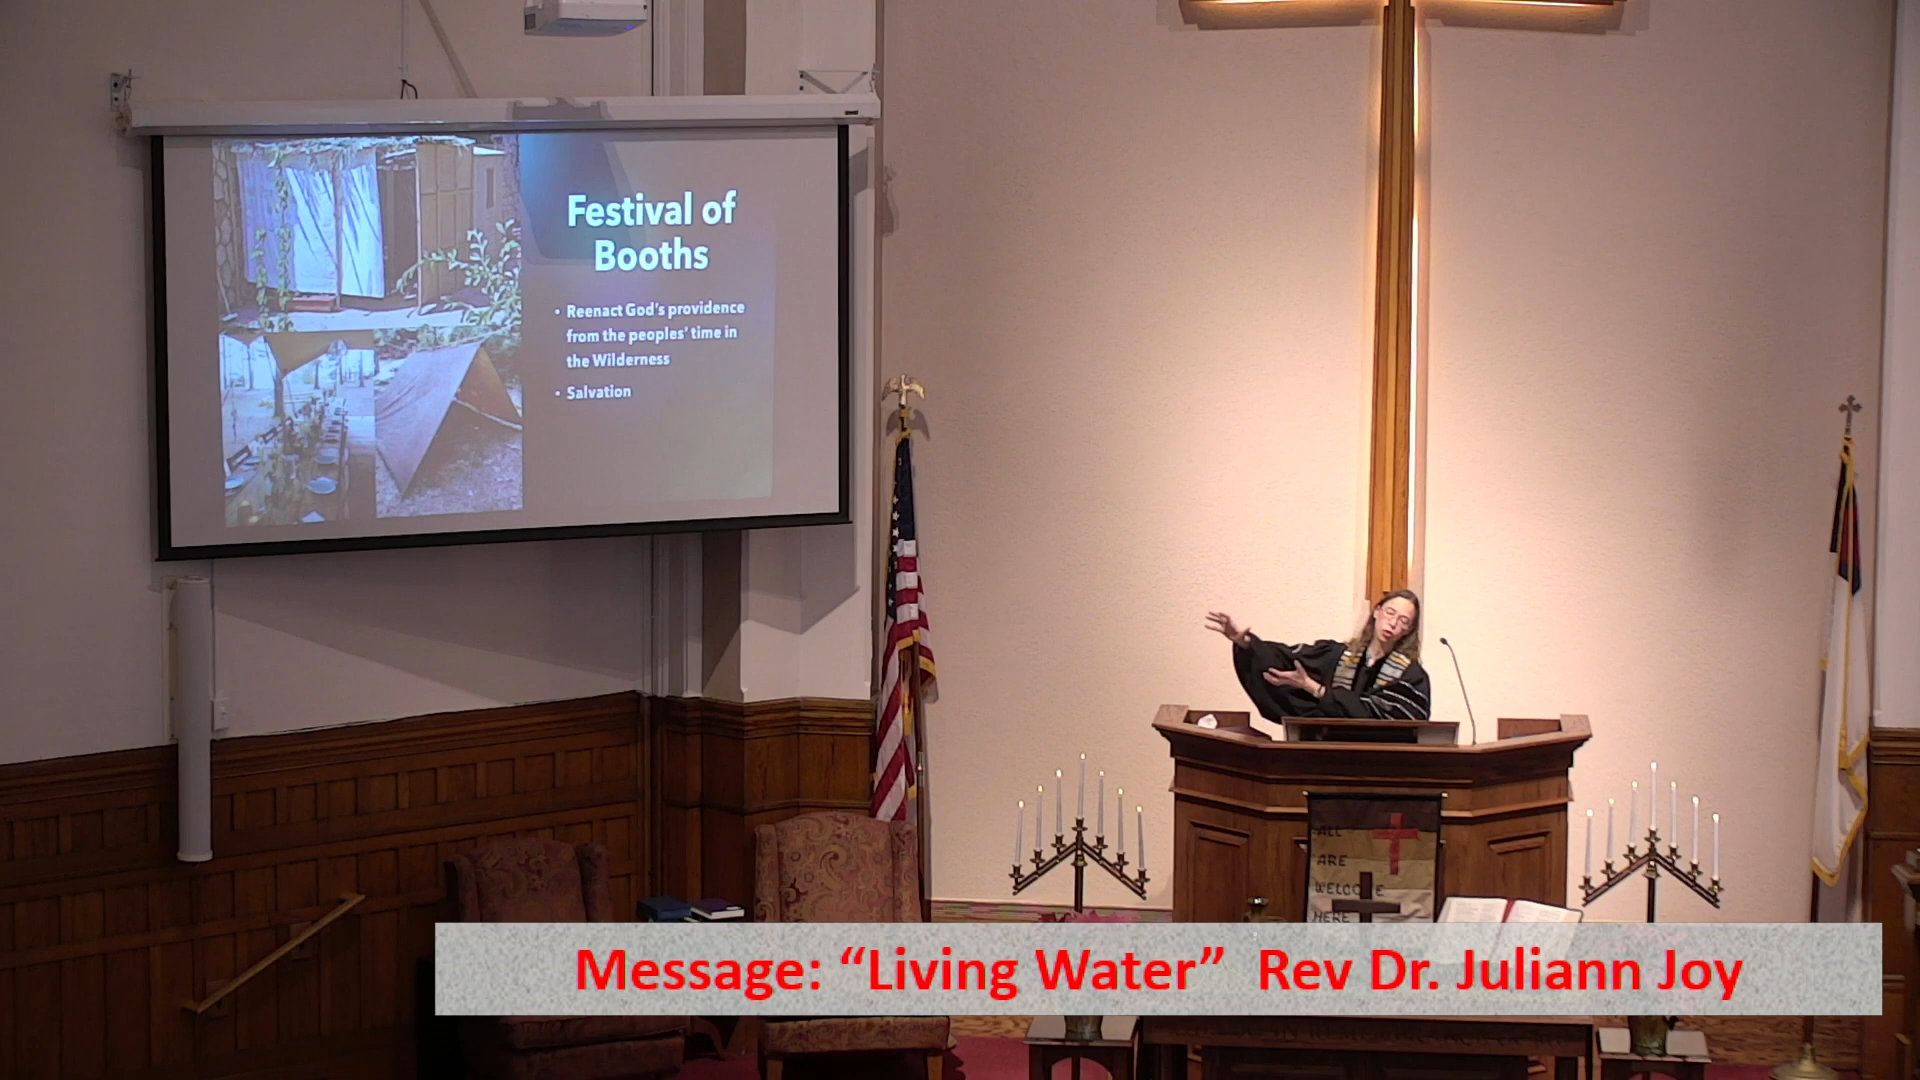 Festival of
Booths
• Reenact God's providence
from the peoples' time in
the Wilderness
• Salvation
ALL
ARE
WELCOME
HERE
Message: “Living Water” Rev Dr. Juliann Joy